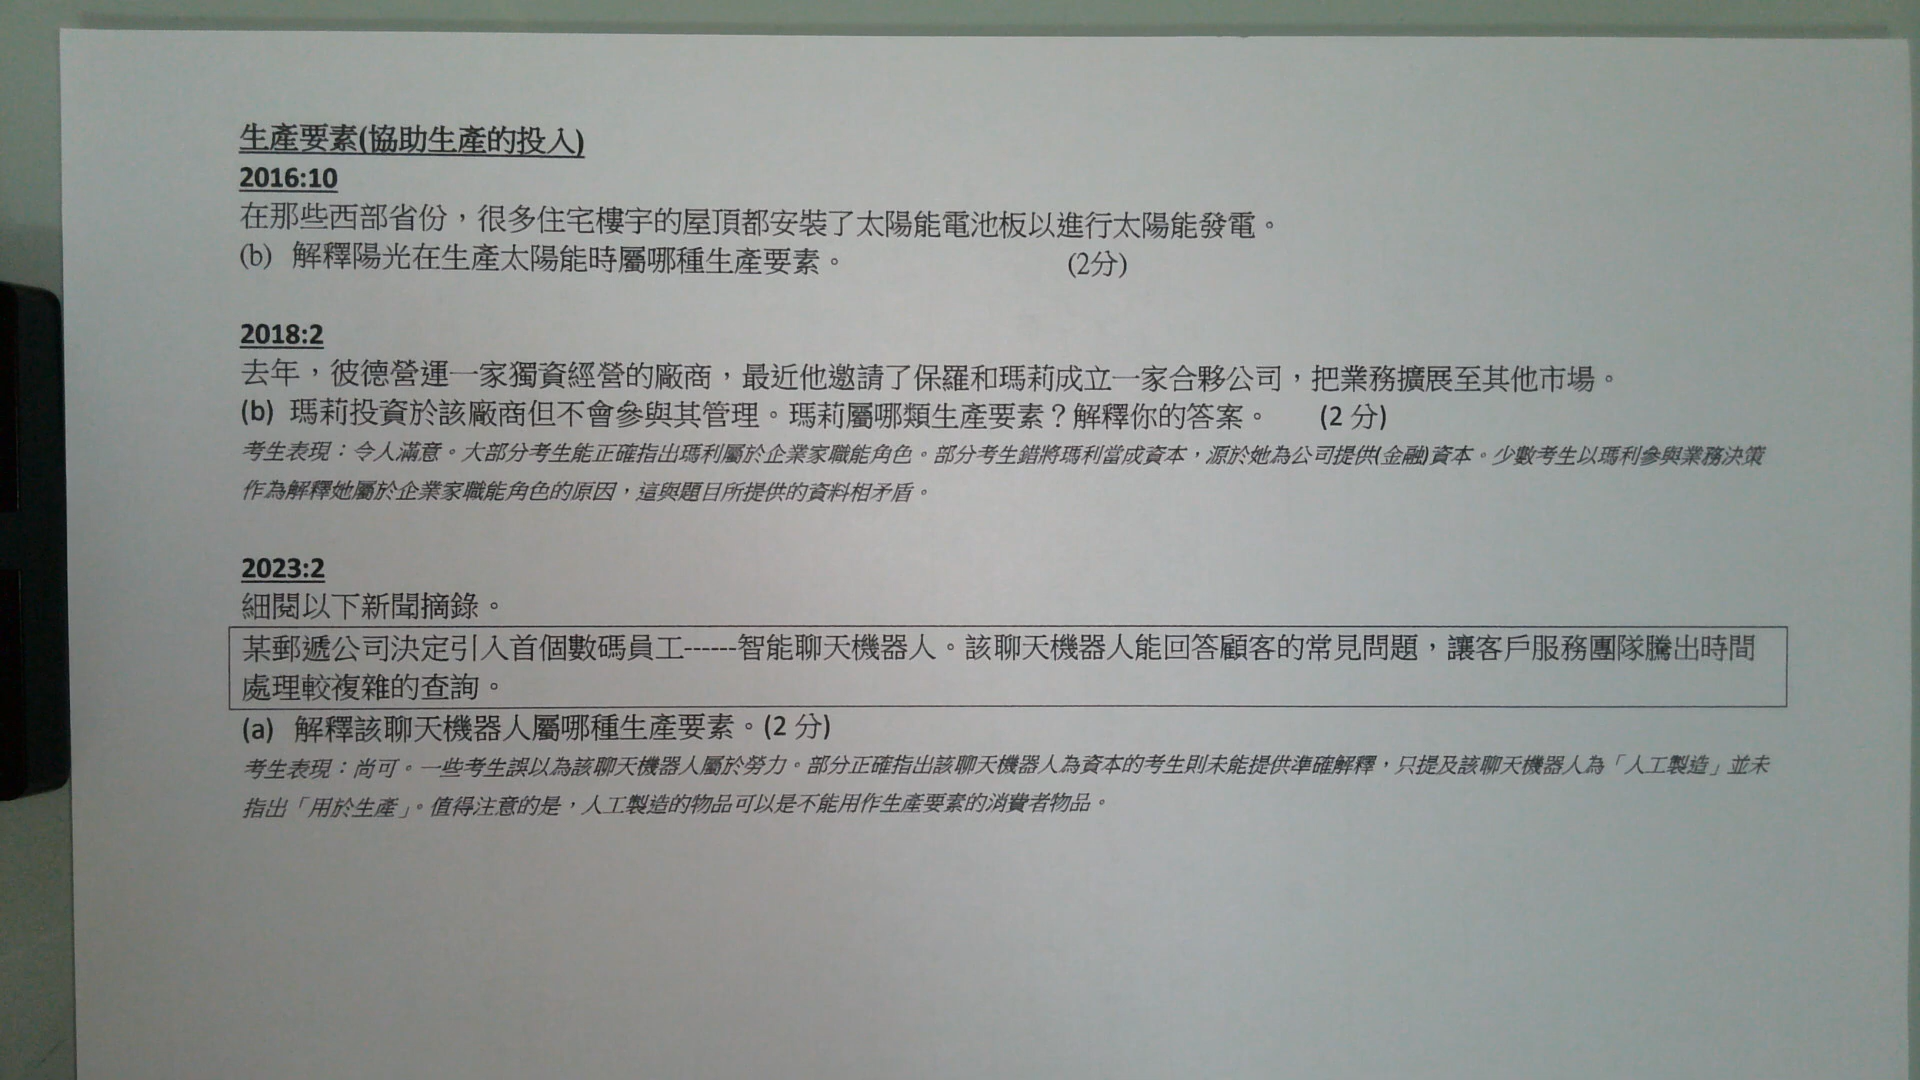 生產要素(協助生產的投入)
2016:10
在那些西部省份，很多住宅樓宇的屋頂都安裝了太陽能電池板以進行太陽能發電。
(b) 解釋陽光在生產太陽能時屬哪種生產要素。 (2分)
2018:2
去年，彼德營運一家獨資經營的廠商，最近他邀請了保羅和瑪莉成立一家合夥公司，把業務擴展至其他市場。
(b) 瑪莉投資於該廠商但不會參與其管理。瑪莉屬哪類生產要素？解釋你的答案。 (2 分)
考生表現：令人滿意。大部分考生能正確指出瑪利屬於企業家職能角色。部分考生錯將瑪利當成資本，源於她為公司提供(金融)資本。少數考生以瑪利參與業務決策
作為解釋她屬於企業家職能角色的原因，這與題目所提供的資料相矛盾。
2023:2
細閱以下新聞摘錄。
某郵遞公司決定引入首個數碼員工------智能聊天機器人。該聊天機器人能回答顧客的常見問題，讓客戶服務團隊騰出時間
處理較複雜的查詢。
(a) 解釋該聊天機器人屬哪種生產要素。(2 分)
考生表現：尚可。一些考生誤以為該聊天機器人屬於勞力。部分正確指出該聊天機器人為資本的考生則未能提供準確解釋，只提及該聊天機器人為「人工製造」並未
指出「用於生產」。值得注意的是，人工製造的物品可以是不能用作生產要素的消費者物品。